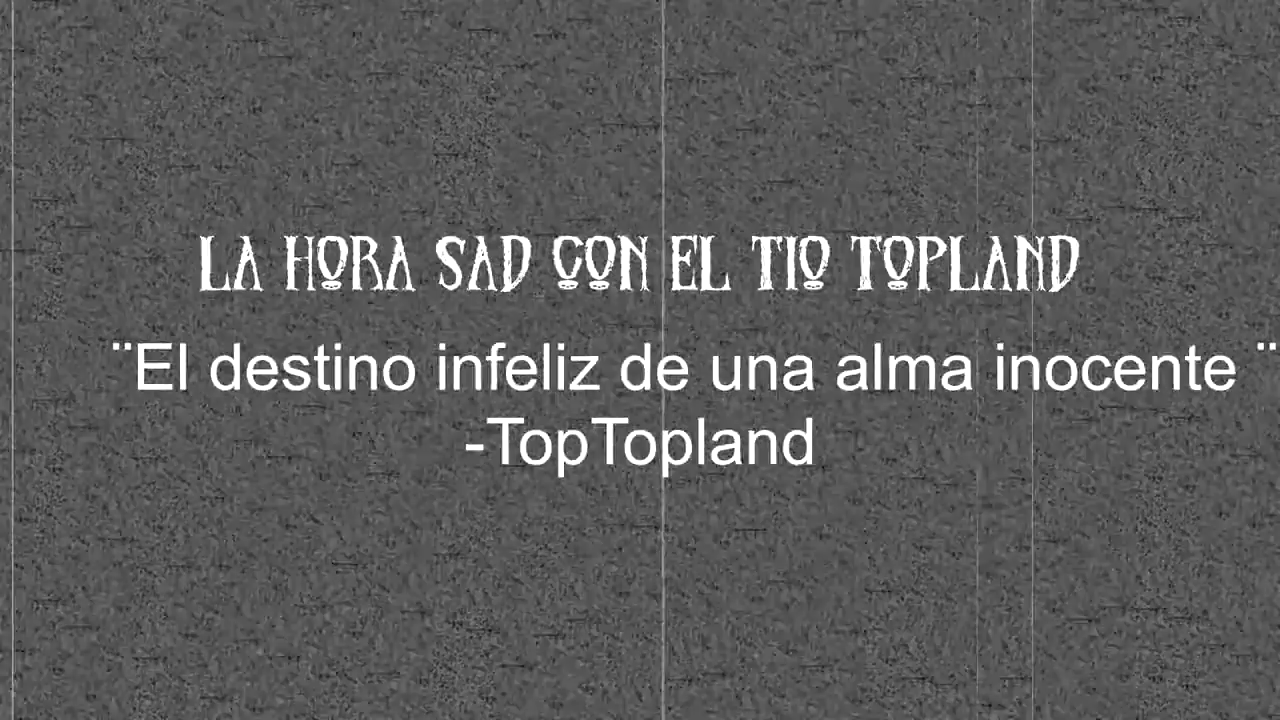 LA HORA SAD CON EL TIO TOPLAND
¨El destino infeliz de una alma inocente ¨
-TopTopland